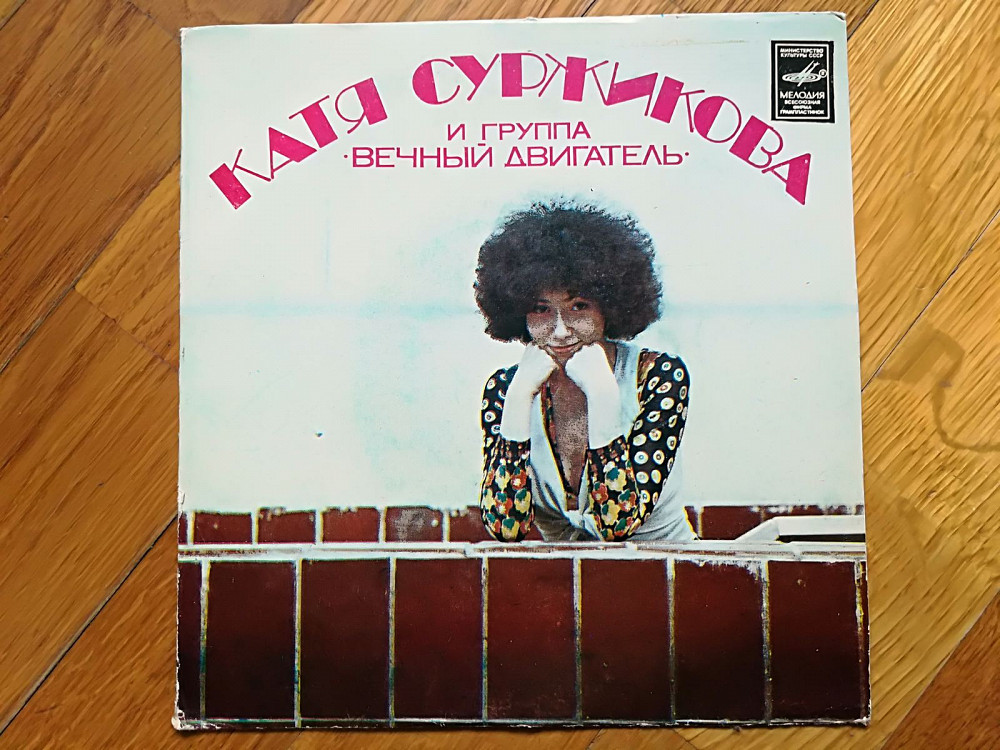 КАТЯ СУРЖИКОВА
И ГРУППА
·ВЕЧНЫЙ ДВИГАТЕЛЬ·
МИНИСТЕРСТВО
КУЛЬТУРЫ СССР
МЕЛОДИЯ
ВСЕСОЮЗНАЯ
ФИРМА
ГРАМПЛАСТИНОК